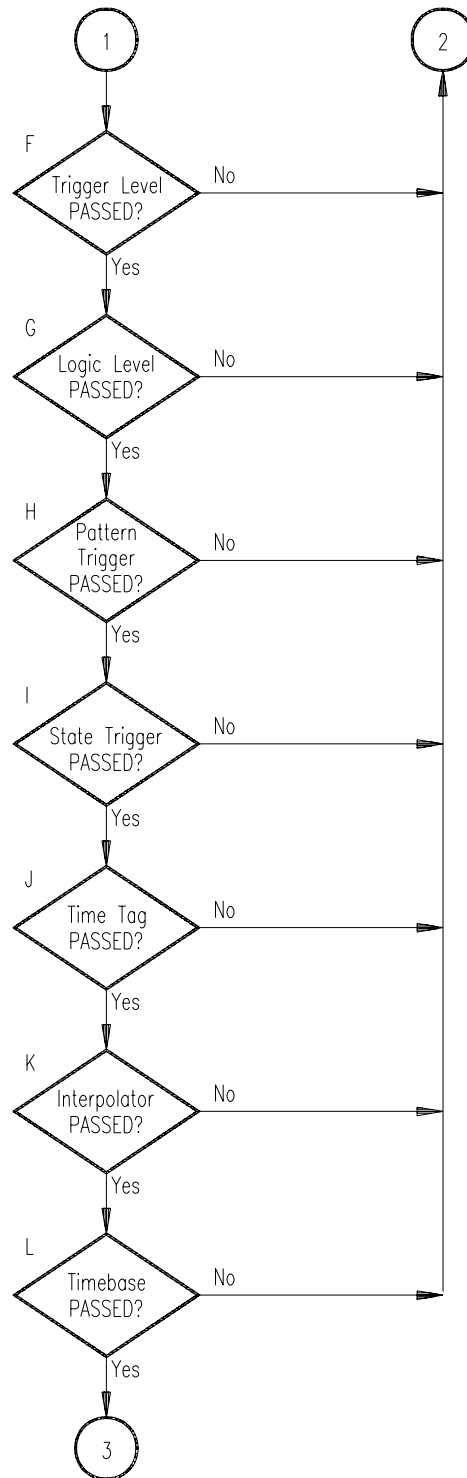 1
2
F
Trigger Level
PASSED?
No
Yes
G
Logic Level
PASSED?
No
Yes
H
Pattern
Trigger
PASSED?
No
Yes
I
State Trigger
PASSED?
No
Yes
J
Time Tag
PASSED?
No
Yes
K
Interpolator
PASSED?
No
Yes
L
Timebase
PASSED?
No
Yes
3